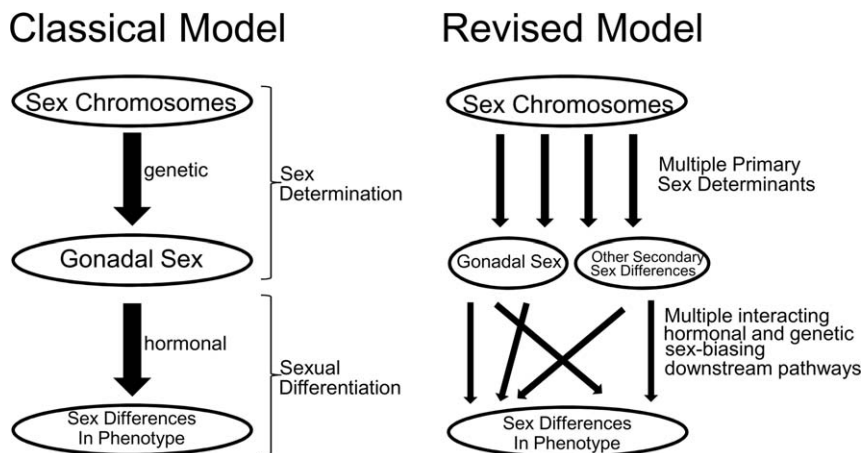 Classical Model
Sex Chromosomes
genetic
Sex
Determination
Gonadal Sex
hormonal
Sexual
Differentiation
Sex Differences
In Phenotype
Revised Model
Sex Chromosomes
Multiple Primary
Sex Determinants
Gonadal Sex
Other Secondary
Sex Differences
Multiple interacting
hormonal and genetic
sex-biasing
downstream pathways
Sex Differences
In Phenotype